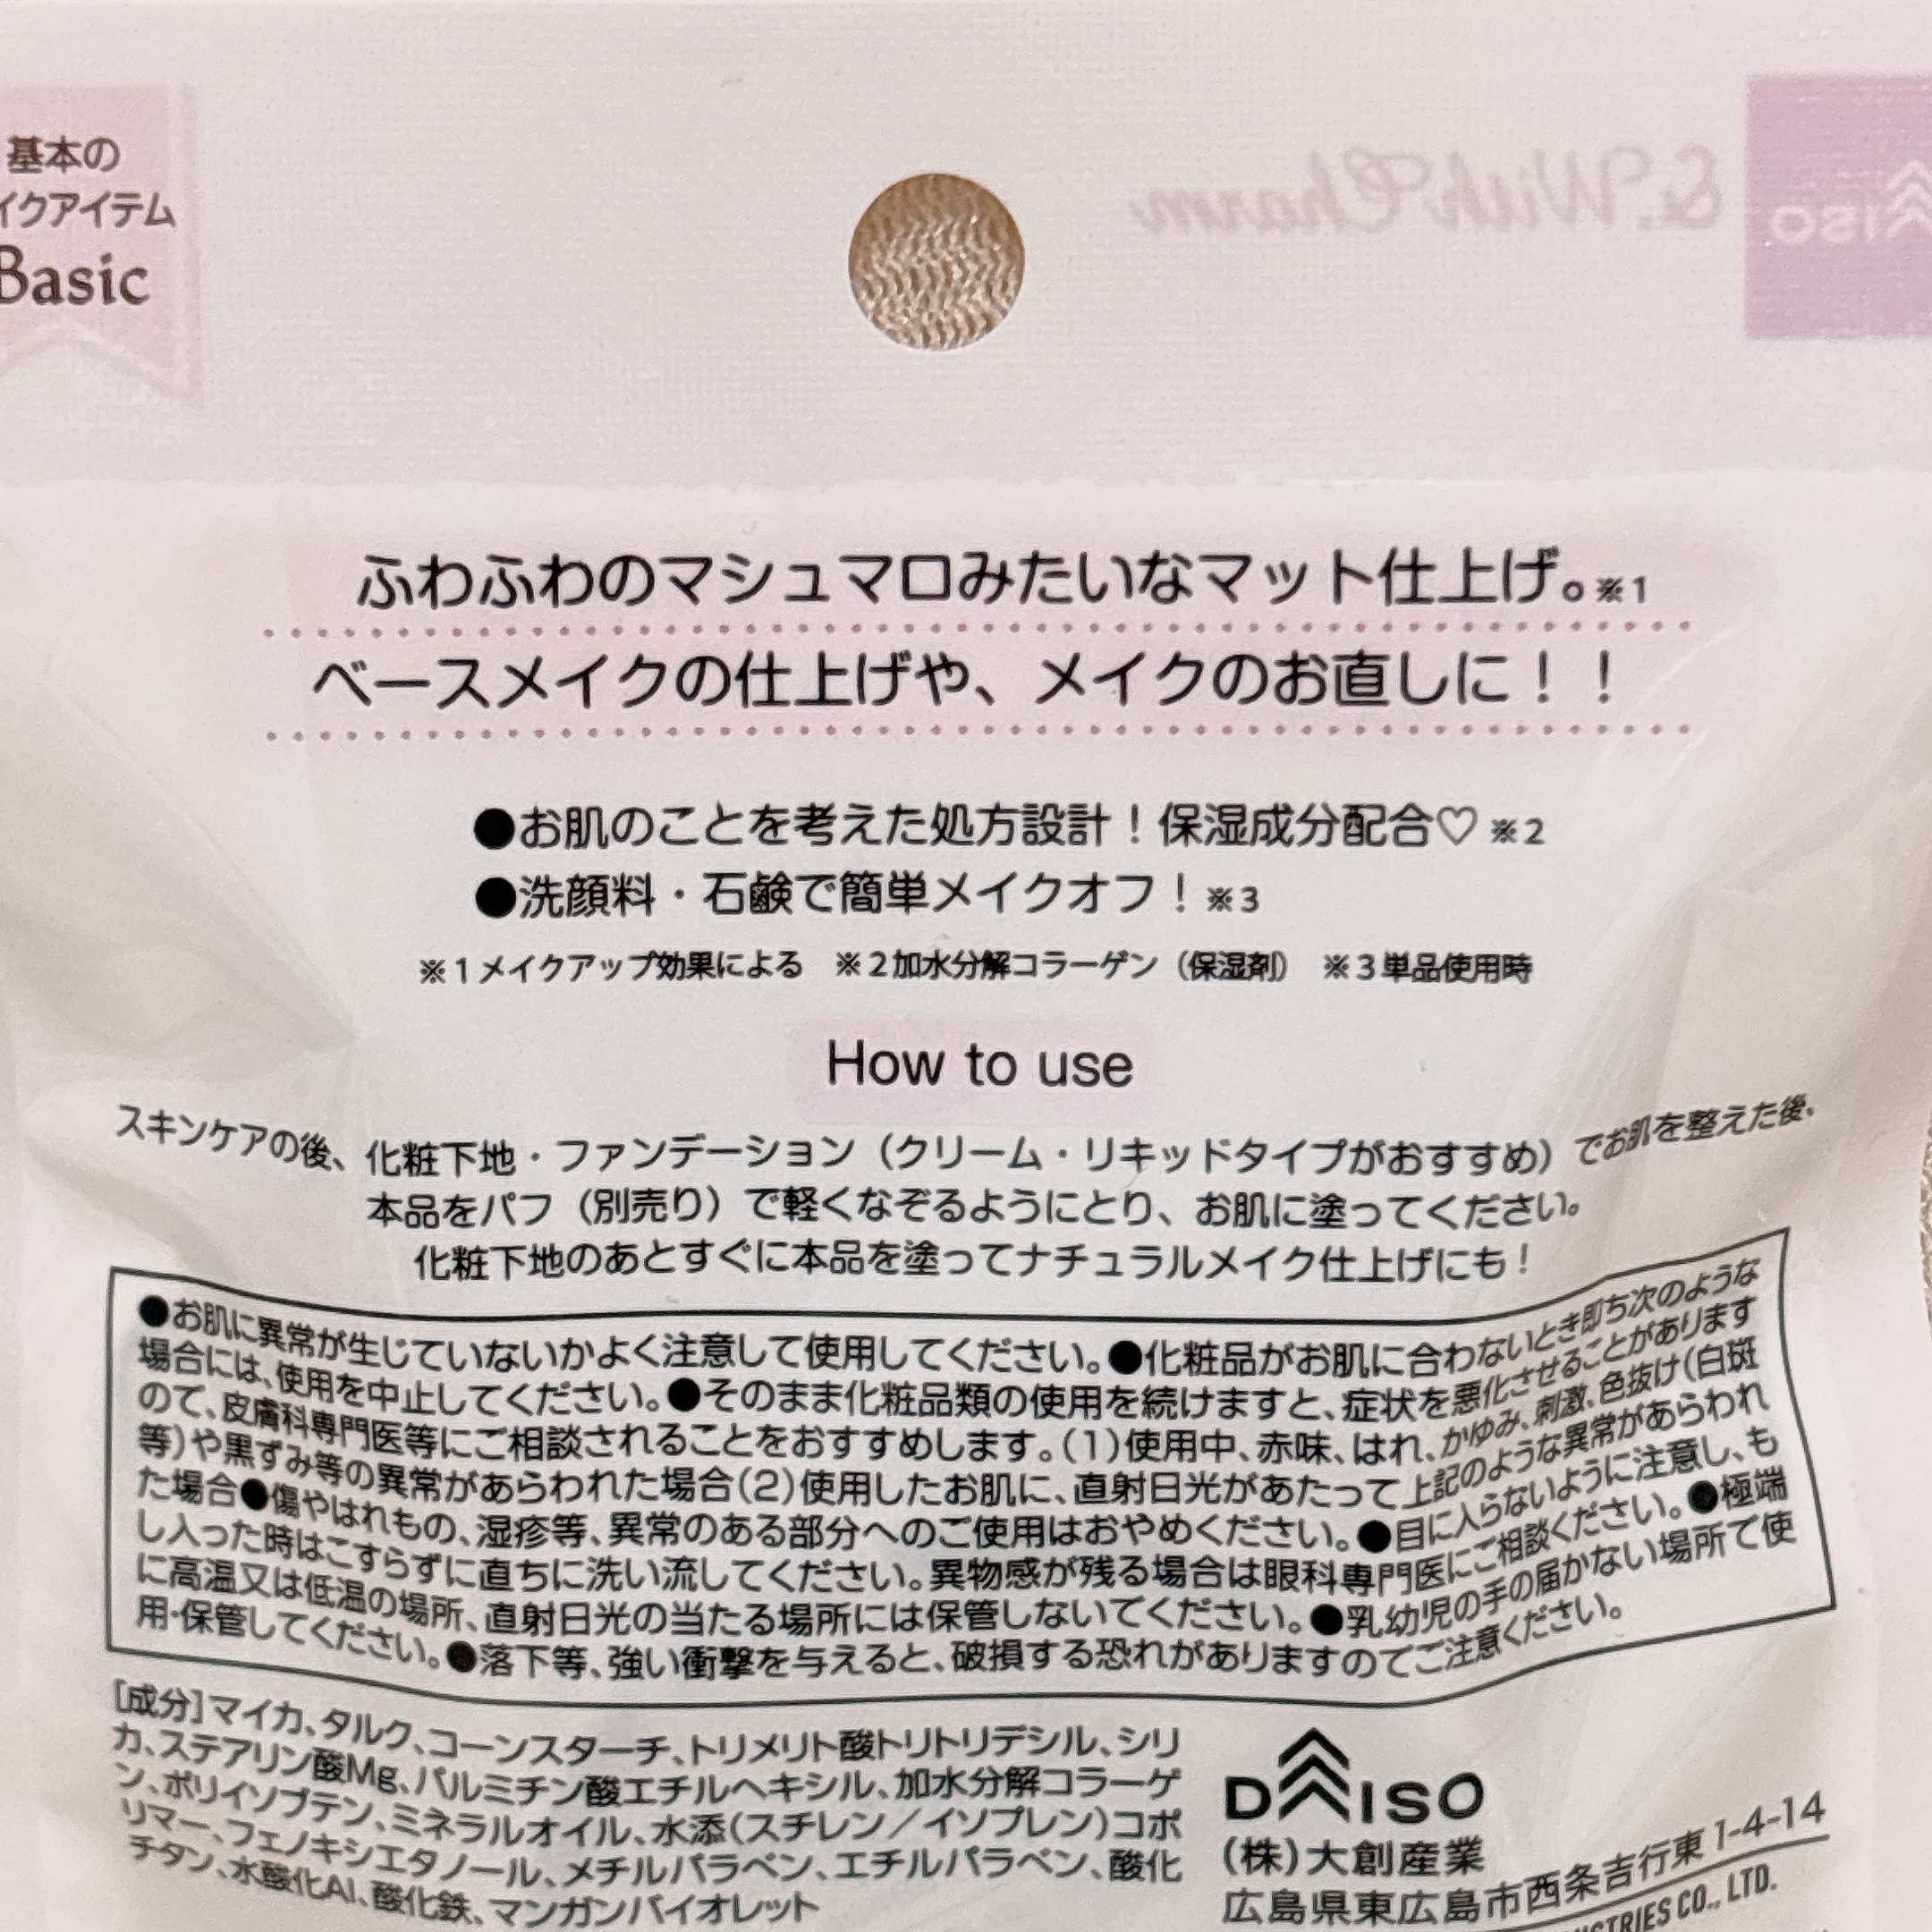 基本の
イクアイテム
Basic
&.WishCharm
ISO
ふわふわのマシュマロみたいなマット仕上げ。※1
ベースメイクの仕上げや、メイクのお直しに！！
●お肌のことを考えた処方設計！保湿成分配合♡※2
●洗顔料・石鹸で簡単メイクオフ！※3
※1メイクアップ効果による ※2加水分解コラーゲン（保湿剤） ※3単品使用時
How to use
スキンケアの後、化粧下地・ファンデーション（クリーム・リキッドタイプがおすすめ）でお肌を整えた後、
本品をパフ（別売り）で軽くなぞるようにとり、お肌に塗ってください。
化粧下地のあとすぐに本品を塗ってナチュラルメイク仕上げにも！
●お肌に異常が生じていないかよく注意して使用してください。●化粧品がお肌に合わないとき即ち次のような
場合には、使用を中止してください。●そのまま化粧品類の使用を続けますと、症状を悪化させることがあります
のて、皮膚科専門医等にご相談されることをおすすめします。(1)使用中、赤味、はれ、かゆみ、刺激、色抜け(白斑
等)や黒ずみ等の異常があらわれた場合(2)使用したお肌に、直射日光があたって上記のような異常があらわれ
た場合●傷やはれもの、湿疹等、異常のある部分へのご使用はおやめください。●目に入らないように注意し、も
し入った時はこすらずに直ちに洗い流してください。異物感が残る場合は眼科専門医にご相談ください。●極端
に高温又は低温の場所、直射日光の当たる場所には保管しないてください。●乳幼児の手の届かない場所て使
用・保管してください。●落下等、強い衝撃を与えると、破損する恐れがありますのてご注意ください。
[成分]マイカ、タルク、コーンスターチ、トリメリト酸トリトリデシル、シリ
カ、ステアリン酸Mg、パルミチン酸エチルヘキシル、加水分解コラーゲ
ン、ポリイソブテン、ミネラルオイル、水添(スチレン／イソプレン)コポ
リマー、フェノキシエタノール、メチルパラベン、エチルパラベン、酸化
チタン、水酸化Al、酸化鉄、マンガンバイオレット
DAISO
(株)大創産業
広島県東広島市西条吉行東1-4-14
CO., LTD.